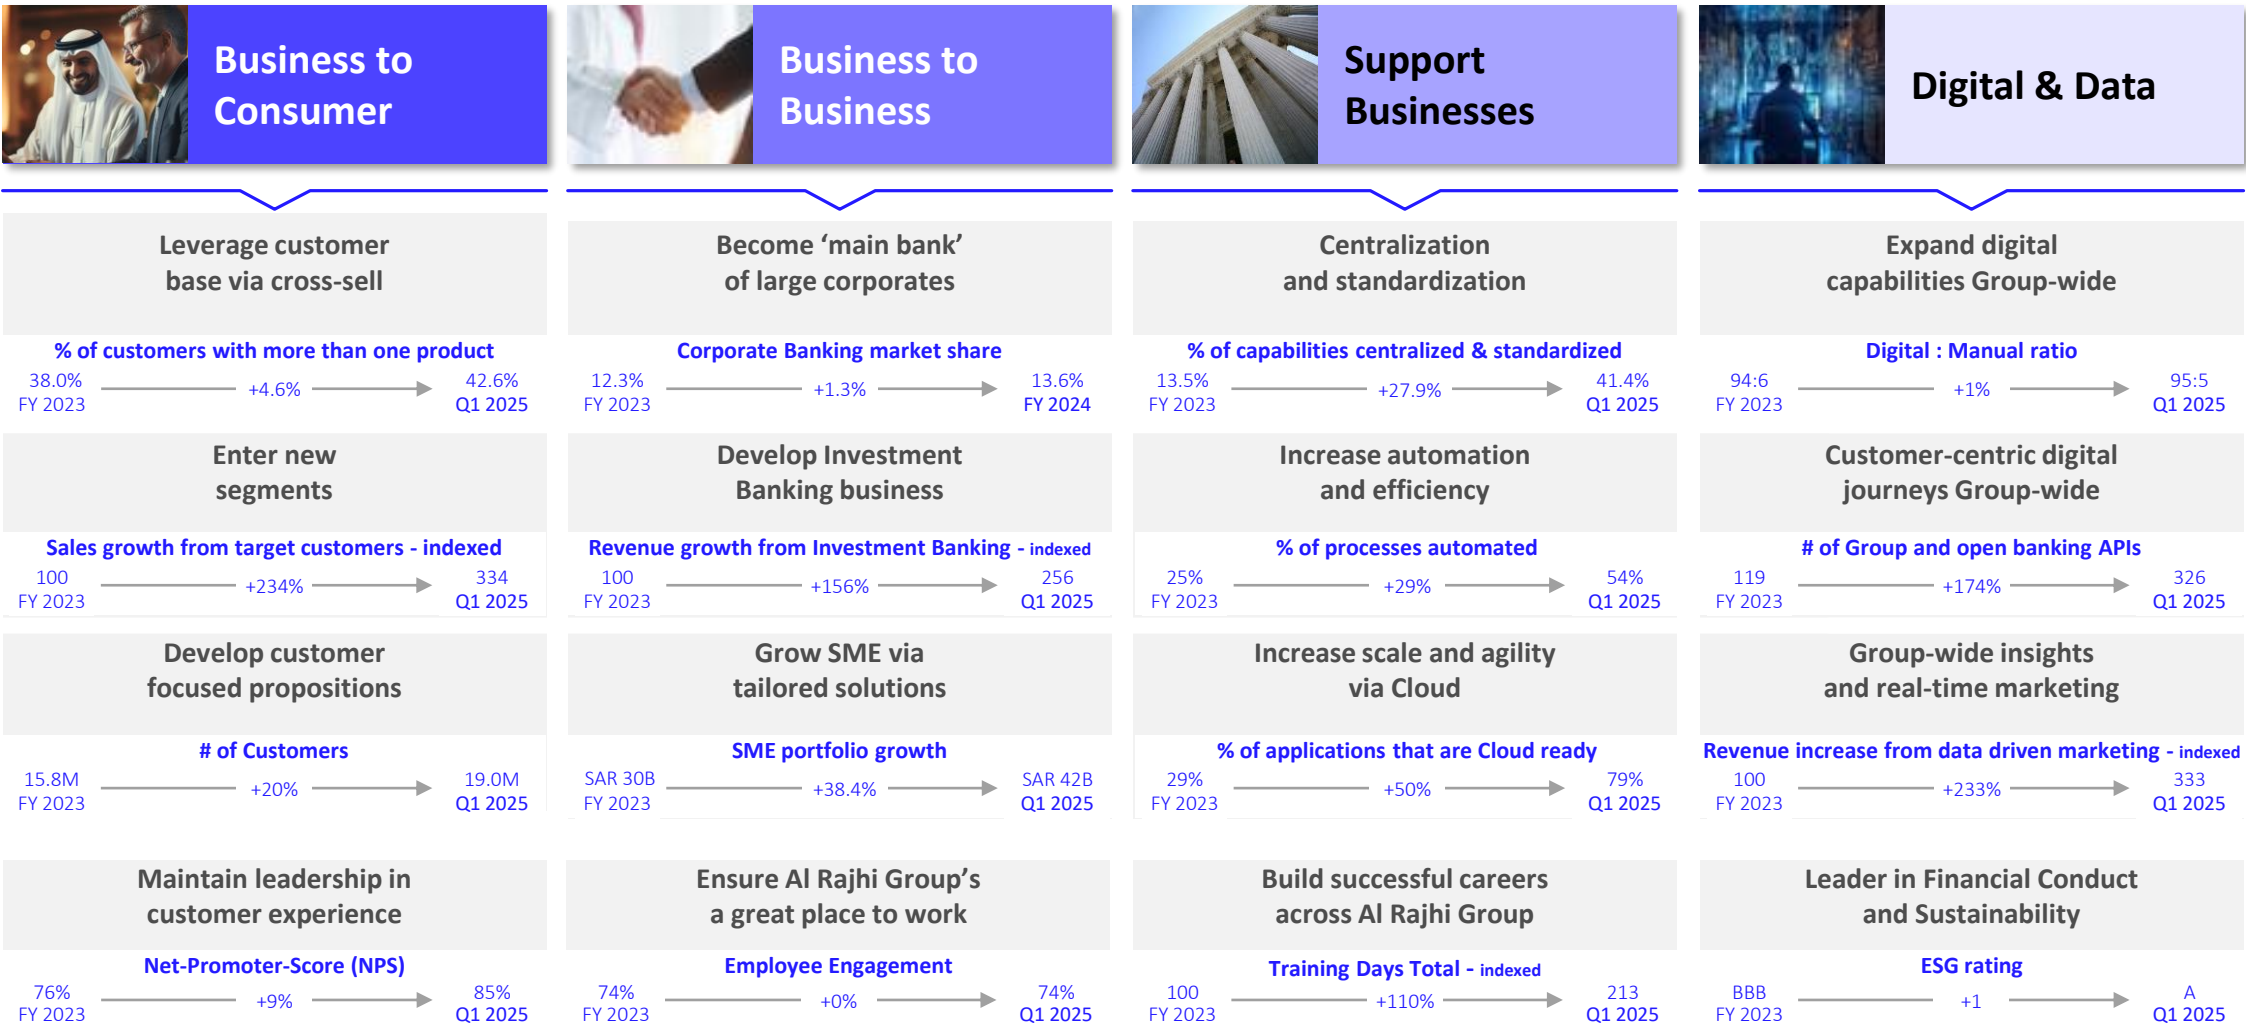 Business to
Consumer
Business to
Business
Support
Businesses
Digital & Data
Leverage customer
base via cross-sell
% of customers with more than one product
38.0%
FY 2023
+4.6%
42.6%
Q1 2025
Become ‘main bank’
of large corporates
Corporate Banking market share
12.3%
FY 2023
+1.3%
13.6%
FY 2024
Centralization
and standardization
% of capabilities centralized & standardized
13.5%
FY 2023
+27.9%
41.4%
Q1 2025
Expand digital
capabilities Group-wide
Digital : Manual ratio
94:6
FY 2023
+1%
95:5
Q1 2025
Enter new
segments
Sales growth from target customers - indexed
100
FY 2023
+234%
334
Q1 2025
Develop Investment
Banking business
Revenue growth from Investment Banking - indexed
100
FY 2023
+156%
256
Q1 2025
Increase automation
and efficiency
% of processes automated
25%
FY 2023
+29%
54%
Q1 2025
Customer-centric digital
journeys Group-wide
# of Group and open banking APIs
119
FY 2023
+174%
326
Q1 2025
Develop customer
focused propositions
# of Customers
15.8M
FY 2023
+20%
19.0M
Q1 2025
Grow SME via
tailored solutions
SME portfolio growth
SAR 30B
FY 2023
+38.4%
SAR 42B
Q1 2025
Increase scale and agility
via Cloud
% of applications that are Cloud ready
29%
FY 2023
+50%
79%
Q1 2025
Group-wide insights
and real-time marketing
Revenue increase from data driven marketing - indexed
100
FY 2023
+233%
333
Q1 2025
Maintain leadership in
customer experience
Net-Promoter-Score (NPS)
76%
FY 2023
+9%
85%
Q1 2025
Ensure Al Rajhi Group’s
a great place to work
Employee Engagement
74%
FY 2023
+0%
74%
Q1 2025
Build successful careers
across Al Rajhi Group
Training Days Total - indexed
100
FY 2023
+110%
213
Q1 2025
Leader in Financial Conduct
and Sustainability
ESG rating
BBB
FY 2023
+1
A
Q1 2025